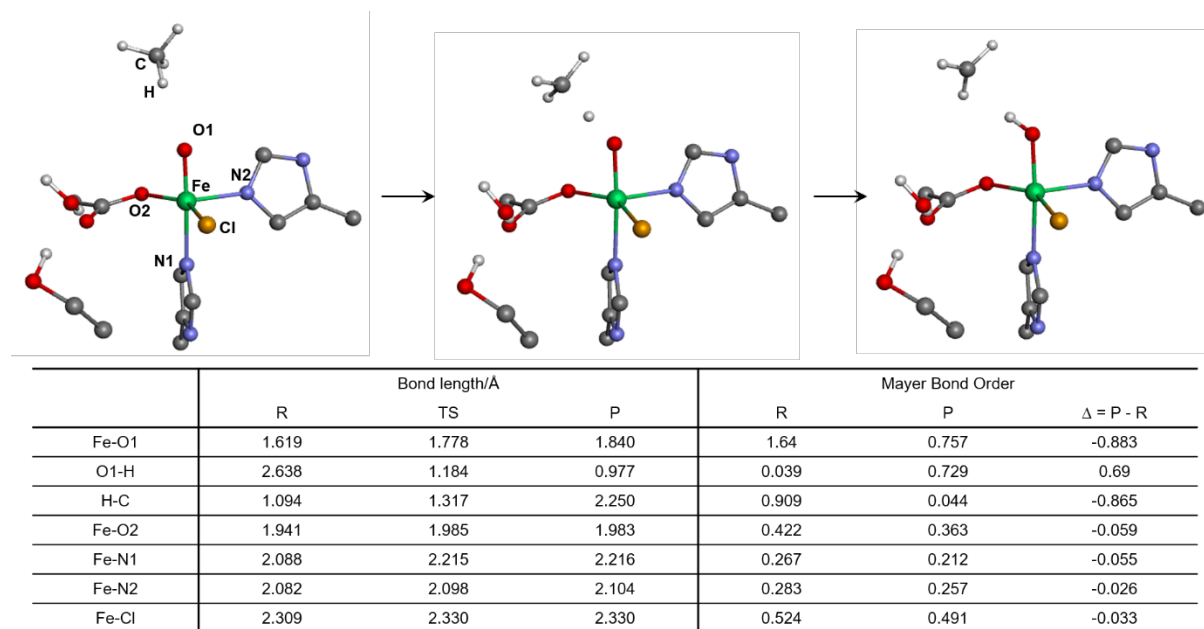 C
H
O1
N2
Fe
O2
Cl
N1
Bond length/Å Mayer Bond Order
R TS P R P Δ = P - R
Fe-O1 1.619 1.778 1.840 1.64 0.757 -0.883
O1-H 2.638 1.184 0.977 0.039 0.729 0.69
H-C 1.094 1.317 2.250 0.909 0.044 -0.865
Fe-O2 1.941 1.985 1.983 0.422 0.363 -0.059
Fe-N1 2.088 2.215 2.216 0.267 0.212 -0.055
Fe-N2 2.082 2.098 2.104 0.283 0.257 -0.026
Fe-Cl 2.309 2.330 2.330 0.524 0.491 -0.033